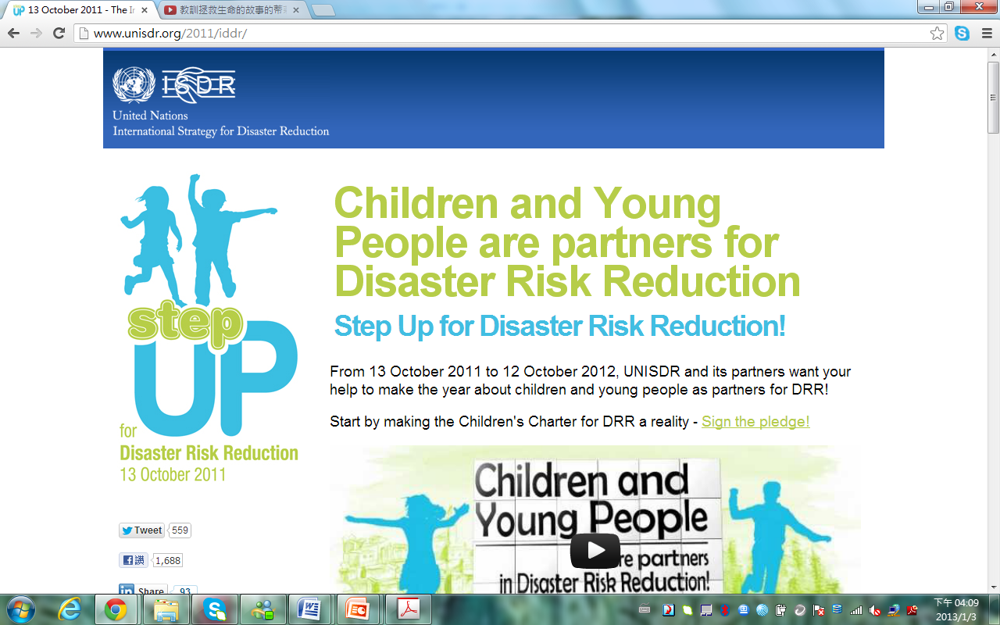 13 October 2011 - The In
教訓拯救生命的故事的蒂
www.unisdr.org/2011/iddr/
ISDR
United Nations
International Strategy for Disaster Reduction
step
UP
for
Disaster Risk Reduction
13 October 2011
Children and Young
People are partners for
Disaster Risk Reduction
Step Up for Disaster Risk Reduction!
From 13 October 2011 to 12 October 2012, UNISDR and its partners want your
help to make the year about children and young people as partners for DRR!
Start by making the Children's Charter for DRR a reality - Sign the pledge!
Children and
Young People
re partners
in Disaster Risk Reduction!
Tweet 559
讚 1,688
Share 93
下午 04:09
2013/1/3